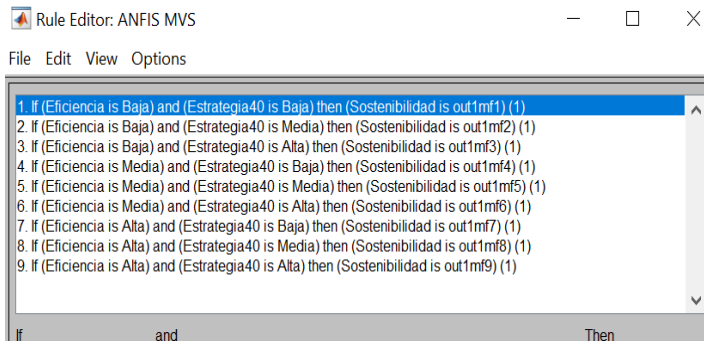 Rule Editor: ANFIS MVS
File Edit View Options
1. If (Eficiencia is Baja) and (Estrategia40 is Baja) then (Sostenibilidad is out1mf1) (1)
2. If (Eficiencia is Baja) and (Estrategia40 is Media) then (Sostenibilidad is out1mf2) (1)
3. If (Eficiencia is Baja) and (Estrategia40 is Alta) then (Sostenibilidad is out1mf3) (1)
4. If (Eficiencia is Media) and (Estrategia40 is Baja) then (Sostenibilidad is out1mf4) (1)
5. If (Eficiencia is Media) and (Estrategia40 is Media) then (Sostenibilidad is out1mf5) (1)
6. If (Eficiencia is Media) and (Estrategia40 is Alta) then (Sostenibilidad is out1mf6) (1)
7. If (Eficiencia is Alta) and (Estrategia40 is Baja) then (Sostenibilidad is out1mf7) (1)
8. If (Eficiencia is Alta) and (Estrategia40 is Media) then (Sostenibilidad is out1mf8) (1)
9. If (Eficiencia is Alta) and (Estrategia40 is Alta) then (Sostenibilidad is out1mf9) (1)
If and Then